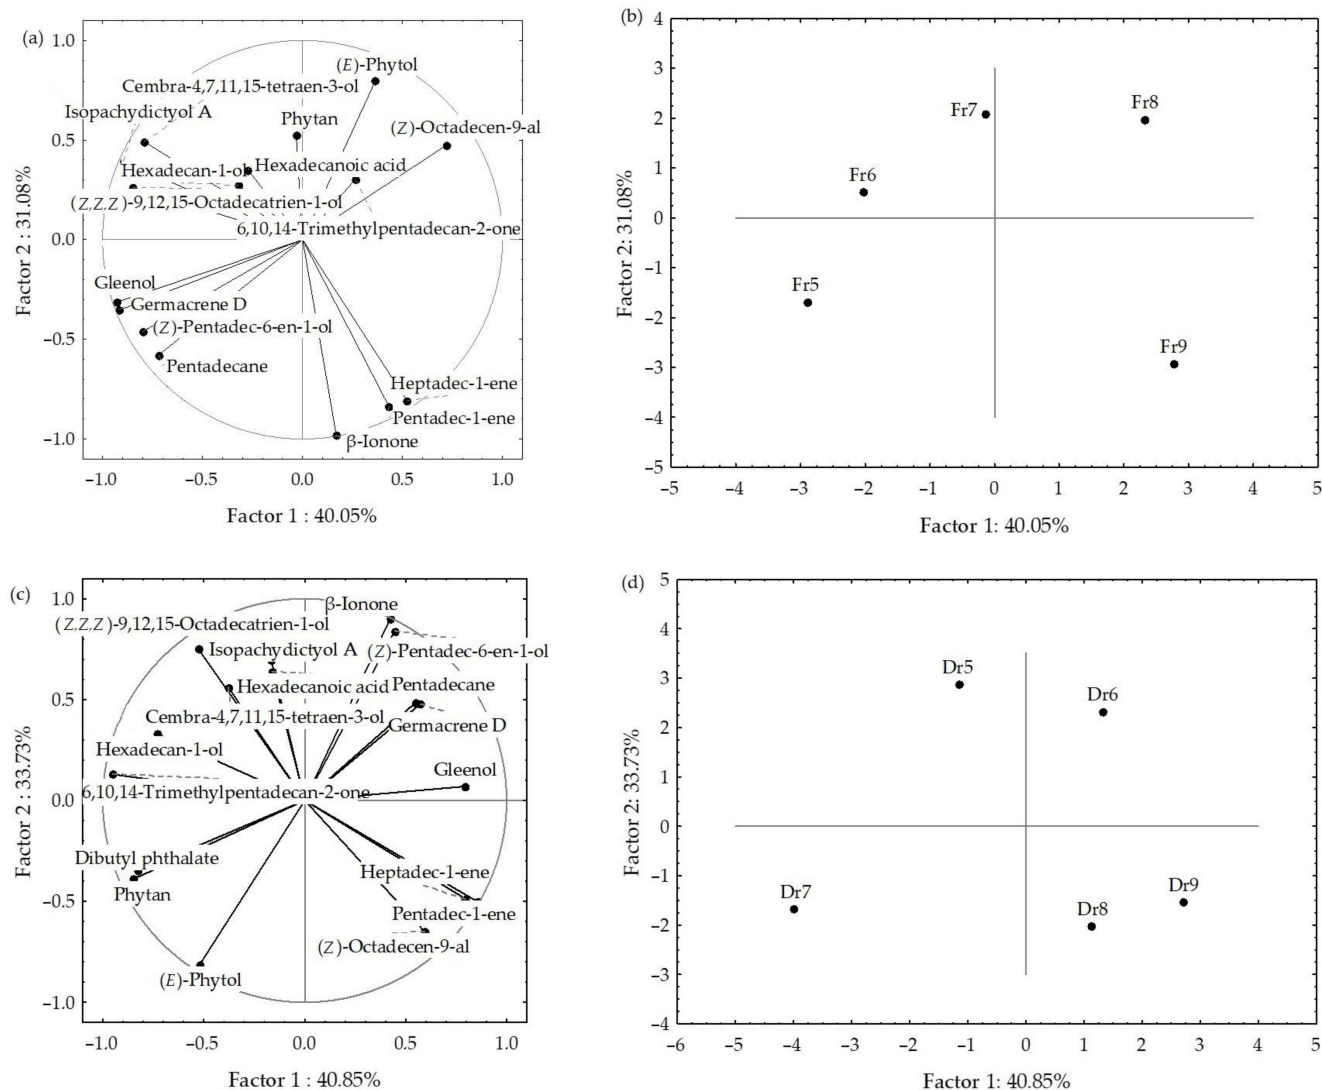 (a)
1.0
0.5
0.0
−0.5
−1.0
Factor 2 : 31.08%
(E)-Phytol
Cembra-4,7,11,15-tetraen-3-ol
Isopachydictyol A
Phytan
(Z)-Octadecen-9-al
Hexadecan-1-ol
Hexadecanoic acid
(Z,Z,Z)-9,12,15-Octadecatrien-1-ol
6,10,14-Trimethylpentadecan-2-one
Gleenol
Germacrene D
(Z)-Pentadec-6-en-1-ol
Pentadecane
Heptadec-1-ene
Pentadec-1-ene
β-Ionone
−1.0 −0.5 0.0 0.5 1.0
Factor 1 : 40.05%
(b)
4
3
2
1
0
−1
−2
−3
−4
−5
Factor 2: 31.08%
Fr7
Fr8
Fr6
Fr5
Fr9
−5 −4 −3 −2 −1 0 1 2 3 4 5
Factor 1: 40.05%
(c)
1.0
0.5
0.0
−0.5
−1.0
Factor 2 : 33.73%
β-Ionone
(Z,Z,Z)-9,12,15-Octadecatrien-1-ol
Isopachydictyol A
(Z)-Pentadec-6-en-1-ol
Hexadecanoic acid
Pentadecane
Cembra-4,7,11,15-tetraen-3-ol
Germacrene D
Hexadecan-1-ol
Gleenol
6,10,14-Trimethylpentadecan-2-one
Dibutyl phthalate
Phytan
Heptadec-1-ene
Pentadec-1-ene
(Z)-Octadecen-9-al
(E)-Phytol
−1.0 −0.5 0.0 0.5 1.0
Factor 1 : 40.85%
(d)
5
4
3
2
1
0
−1
−2
−3
−4
Factor 2: 33.73%
Dr5
Dr6
Dr7
Dr8
Dr9
−6 −5 −4 −3 −2 −1 0 1 2 3 4 5
Factor 1: 40.85%